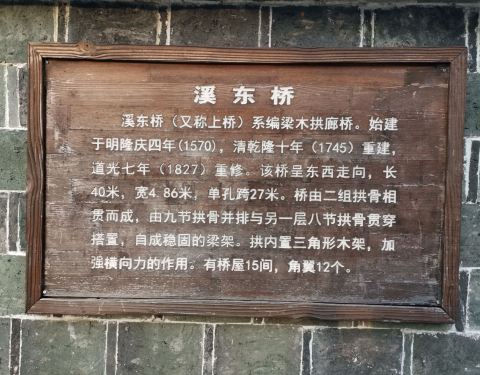 溪东桥
溪东桥（又称上桥）系编梁木拱廊桥。始建
于明隆庆四年(1570)，清乾隆十年（1745）重建，
道光七年（1827）重修。该桥呈东西走向，长
40米，宽4.86米，单孔跨27米。桥由二组拱骨相
贯而成，由九节拱骨并排与另一层八节拱骨贯穿
搭置，自成稳固的梁架。拱内置三角形木架，加
强横向力的作用。有桥屋15间，角翼12个。